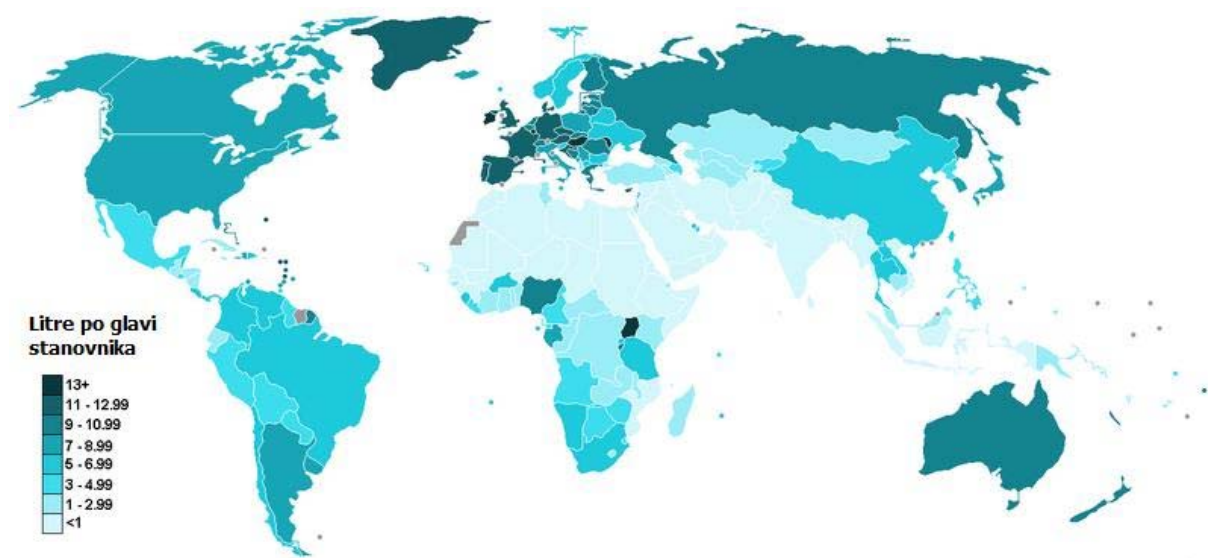 Litre po glavi
stanovnika
13+
11 - 12.99
9 - 10.99
7 - 8.99
5 - 6.99
3 - 4.99
1 - 2.99
<1